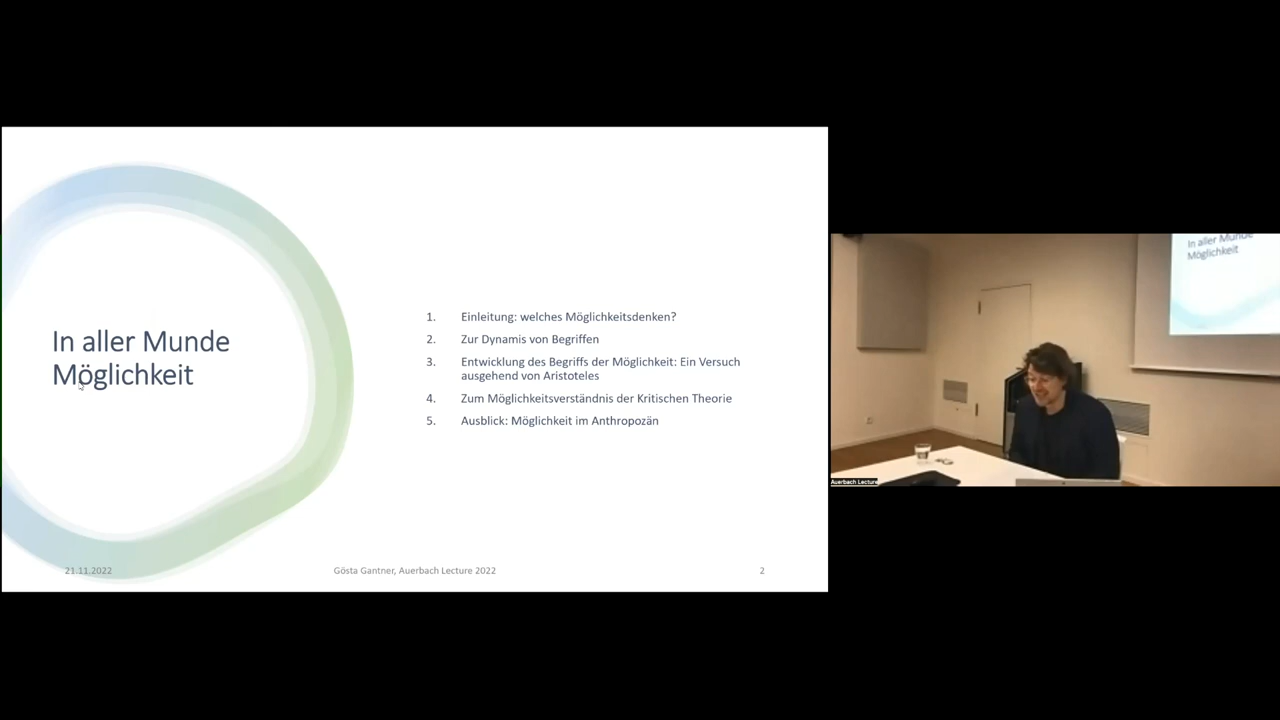 In aller Munde
Möglichkeit
1. Einleitung: welches Möglichkeitsdenken?
2. Zur Dynamis von Begriffen
3. Entwicklung des Begriffs der Möglichkeit: Ein Versuch
ausgehend von Aristoteles
4. Zum Möglichkeitsverständnis der Kritischen Theorie
5. Ausblick: Möglichkeit im Anthropozän
21.11.2022
Gösta Gantner, Auerbach Lecture 2022
2
In aller Munde
Möglichkeit
Auerbach Lecture